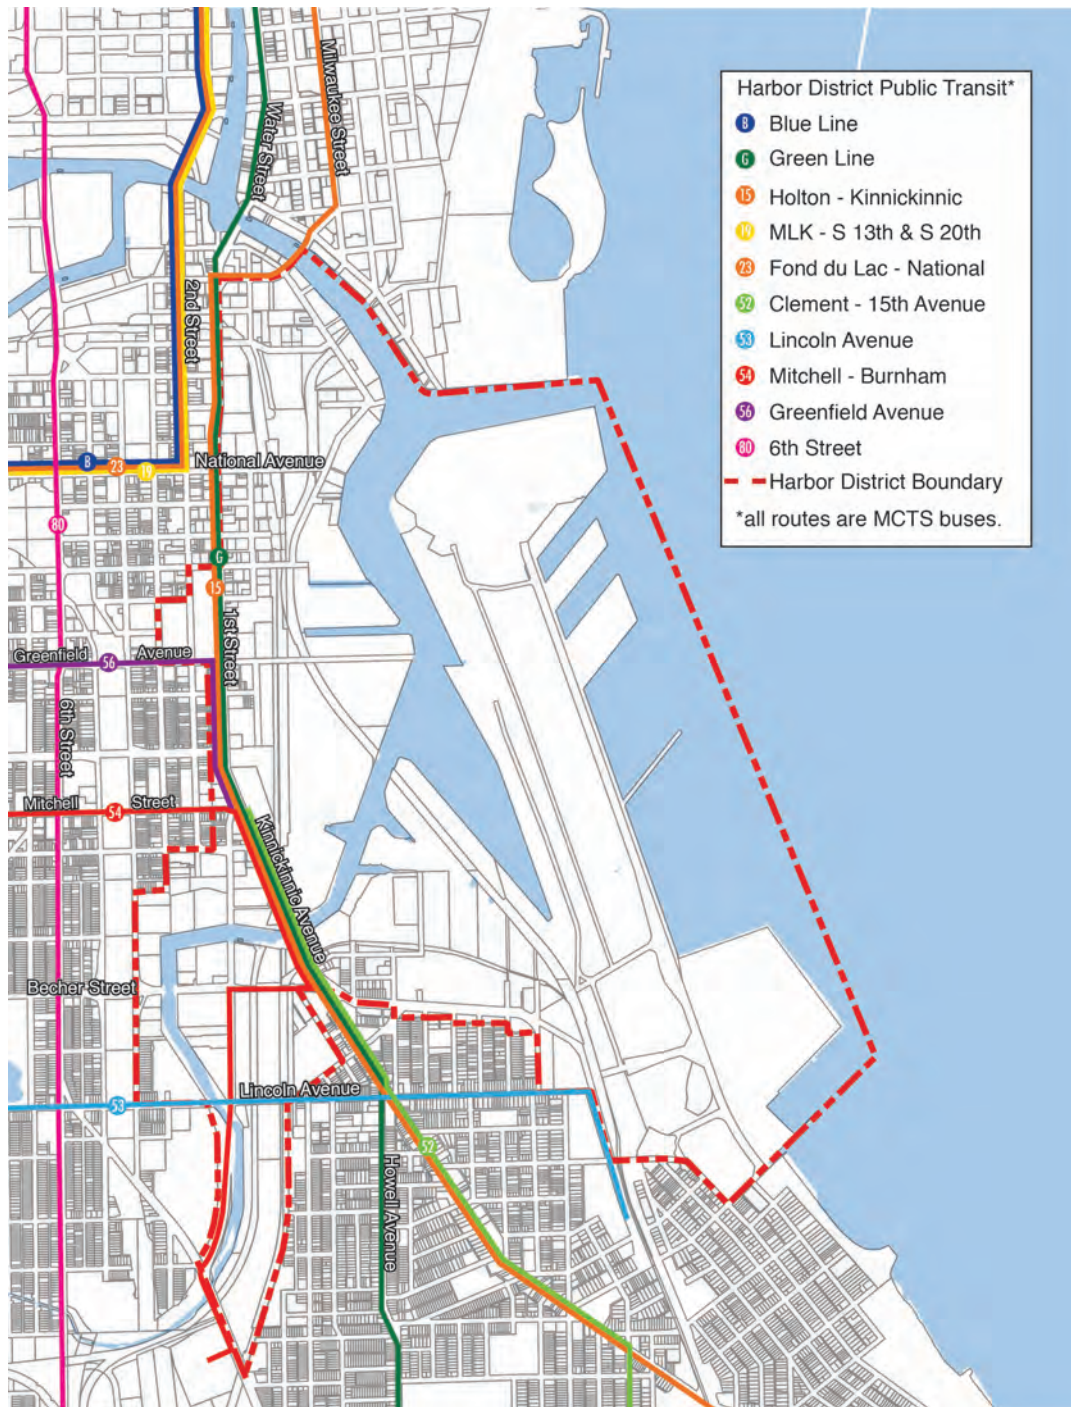 Harbor District Public Transit*
B Blue Line
G Green Line
15 Holton - Kinnickinnic
19 MLK - S 13th & S 20th
23 Fond du Lac - National
52 Clement - 15th Avenue
53 Lincoln Avenue
54 Mitchell - Burnham
56 Greenfield Avenue
80 6th Street
Harbor District Boundary
*all routes are MCTS buses.
Milwaukee Street
Water Street
2nd Street
National Avenue
B
23
19
80
G
15
1st Street
Greenfield Avenue
56
6th Street
Mitchell Street
54
Kinnickinnic Avenue
Becher Street
Lincoln Avenue
53
52
Howell Avenue